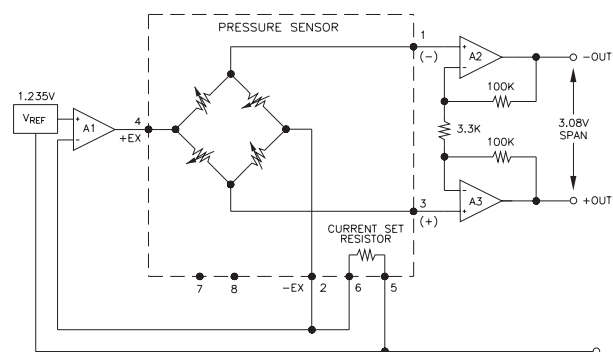 PRESSURE SENSOR
1
(-)
A2
-OUT
1.235V
VREF
+
-
A1
4
+EX
100K
3.3K
3.08V
SPAN
100K
3
(+)
A3
+OUT
CURRENT SET
RESISTOR
7
8
-EX
2
6
5